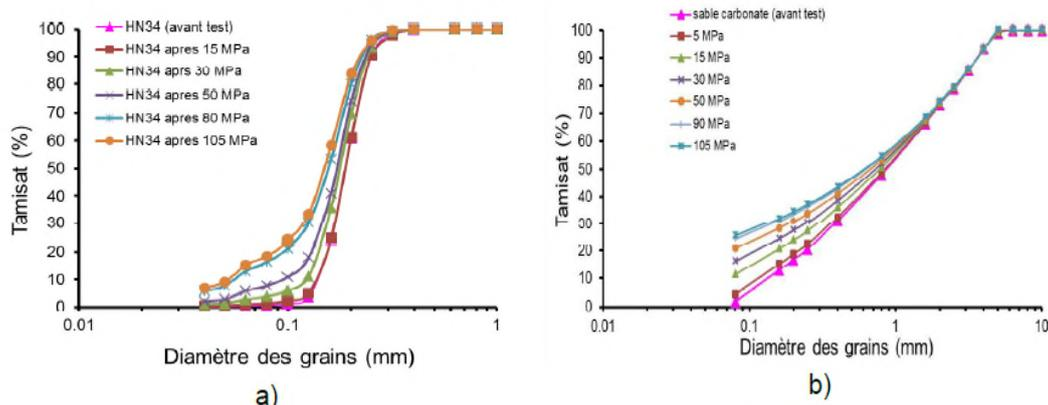 100
90
80
70
60
50
40
30
20
10
0
Tamisat (%)
HN34 (avant test)
HN34 apres 15 MPa
HN34 aprs 30 MPa
HN34 apres 50 MPa
HN34 apres 80 MPa
HN34 apres 105 MPa
0.01
0.1
1
Diamètre des grains (mm)
a)
100
90
80
70
60
50
40
30
20
10
0
Tamisat (%)
sable carbonate (avant test)
5 MPa
15 MPa
30 MPa
50 MPa
90 MPa
105 MPa
0.01
0.1
1
10
Diamètre des grains (mm)
b)